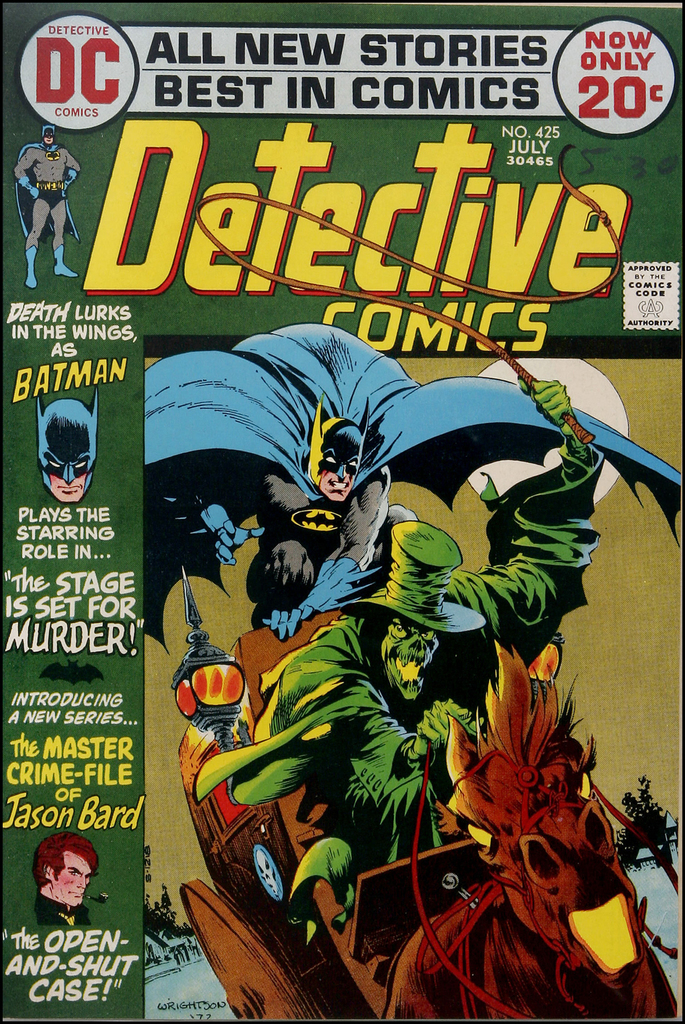 DETECTIVE
DC
COMICS
ALL NEW STORIES
BEST IN COMICS
NOW
ONLY
20¢
NO. 425
JULY
30465
Detective
COMICS
APPROVED
BY THE
COMICS
CODE
CA
AUTHORITY
DEATH LURKS
IN THE WINGS,
AS
BATMAN
PLAYS THE
STARRING
ROLE IN...
"THE STAGE
IS SET FOR
MURDER!"
INTRODUCING
A NEW SERIES...
THE MASTER
CRIME-FILE
OF
Jason Bard
"THE OPEN-
AND-SHUT
CASE!"
WRIGHTSON
'72